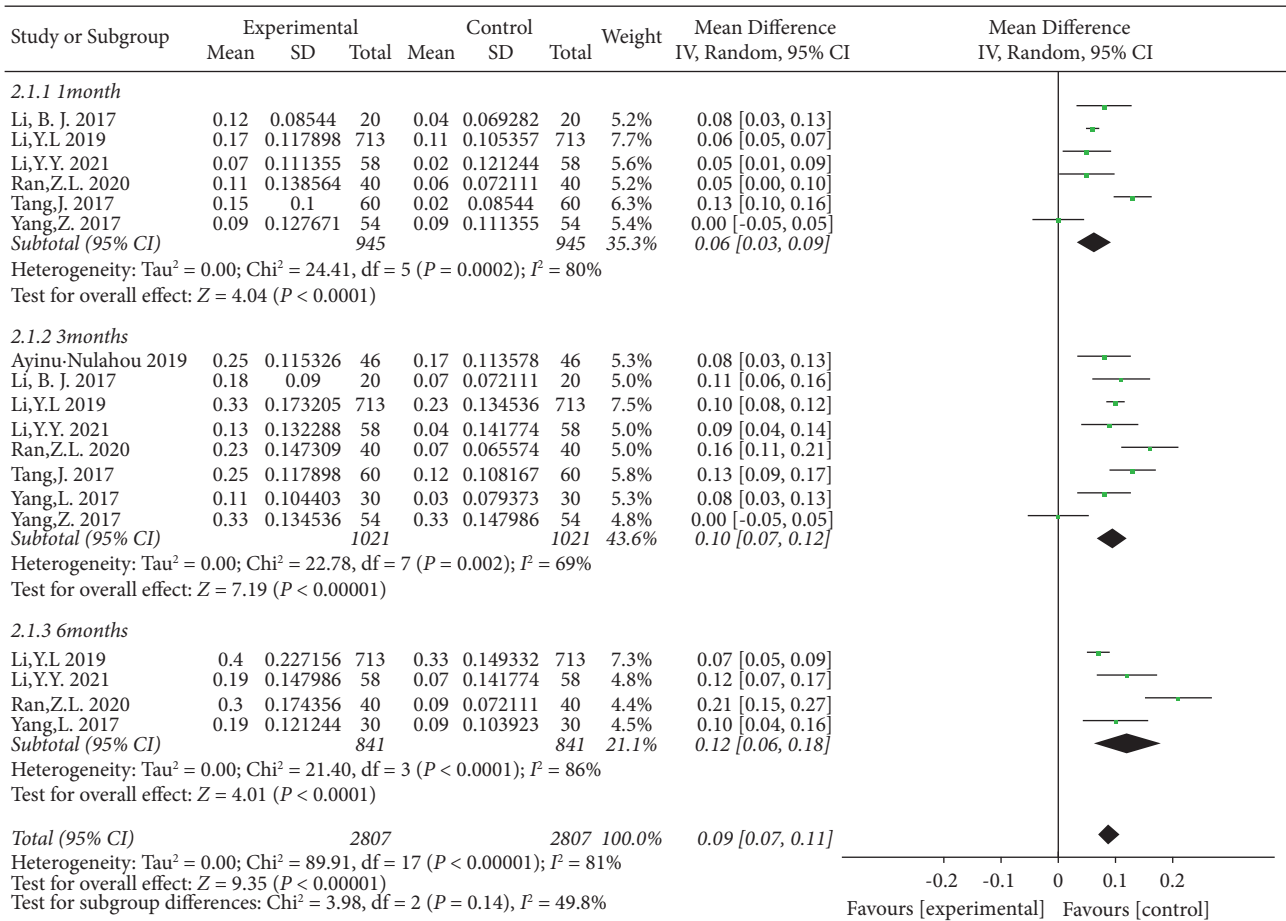 Study or Subgroup Experimental Control Weight Mean Difference Mean Difference
Mean SD Total Mean SD Total IV, Random, 95% CI IV, Random, 95% CI
2.1.1 1month
Li, B. J. 2017 0.12 0.08544 20 0.04 0.069282 20 5.2% 0.08 [0.03, 0.13]
Li,Y.L 2019 0.17 0.117898 713 0.11 0.105357 713 7.7% 0.06 [0.05, 0.07]
Li,Y.Y. 2021 0.07 0.111355 58 0.02 0.121244 58 5.6% 0.05 [0.01, 0.09]
Ran,Z.L. 2020 0.11 0.138564 40 0.06 0.072111 40 5.2% 0.05 [0.00, 0.10]
Tang,J. 2017 0.15 0.1 60 0.02 0.08544 60 6.3% 0.13 [0.10, 0.16]
Yang,Z. 2017 0.09 0.127671 54 0.09 0.111355 54 5.4% 0.00 [-0.05, 0.05]
Subtotal (95% CI) 945 945 35.3% 0.06 [0.03, 0.09]
Heterogeneity: Tau² = 0.00; Chi² = 24.41, df = 5 (P = 0.0002); I² = 80%
Test for overall effect: Z = 4.04 (P < 0.0001)
2.1.2 3months
Ayinu·Nulahou 2019 0.25 0.115326 46 0.17 0.113578 46 5.3% 0.08 [0.03, 0.13]
Li, B. J. 2017 0.18 0.09 20 0.07 0.072111 20 5.0% 0.11 [0.06, 0.16]
Li,Y.L 2019 0.33 0.173205 713 0.23 0.134536 713 7.5% 0.10 [0.08, 0.12]
Li,Y.Y. 2021 0.13 0.132288 58 0.04 0.141774 58 5.0% 0.09 [0.04, 0.14]
Ran,Z.L. 2020 0.23 0.147309 40 0.07 0.065574 40 5.0% 0.16 [0.11, 0.21]
Tang,J. 2017 0.25 0.117898 60 0.12 0.108167 60 5.8% 0.13 [0.09, 0.17]
Yang,L. 2017 0.11 0.104403 30 0.03 0.079373 30 5.3% 0.08 [0.03, 0.13]
Yang,Z. 2017 0.33 0.134536 54 0.33 0.147986 54 4.8% 0.00 [-0.05, 0.05]
Subtotal (95% CI) 1021 1021 43.6% 0.10 [0.07, 0.12]
Heterogeneity: Tau² = 0.00; Chi² = 22.78, df = 7 (P = 0.002); I² = 69%
Test for overall effect: Z = 7.19 (P < 0.00001)
2.1.3 6months
Li,Y.L 2019 0.4 0.227156 713 0.33 0.149332 713 7.3% 0.07 [0.05, 0.09]
Li,Y.Y. 2021 0.19 0.147986 58 0.07 0.141774 58 4.8% 0.12 [0.07, 0.17]
Ran,Z.L. 2020 0.3 0.174356 40 0.09 0.072111 40 4.4% 0.21 [0.15, 0.27]
Yang,L. 2017 0.19 0.121244 30 0.09 0.103923 30 4.5% 0.10 [0.04, 0.16]
Subtotal (95% CI) 841 841 21.1% 0.12 [0.06, 0.18]
Heterogeneity: Tau² = 0.00; Chi² = 21.40, df = 3 (P < 0.0001); I² = 86%
Test for overall effect: Z = 4.01 (P < 0.0001)
Total (95% CI) 2807 2807 100.0% 0.09 [0.07, 0.11]
Heterogeneity: Tau² = 0.00; Chi² = 89.91, df = 17 (P < 0.00001); I² = 81%
Test for overall effect: Z = 9.35 (P < 0.00001)
Test for subgroup differences: Chi² = 3.98, df = 2 (P = 0.14), I² = 49.8%
-0.2 -0.1 0 0.1 0.2
Favours [experimental] Favours [control]